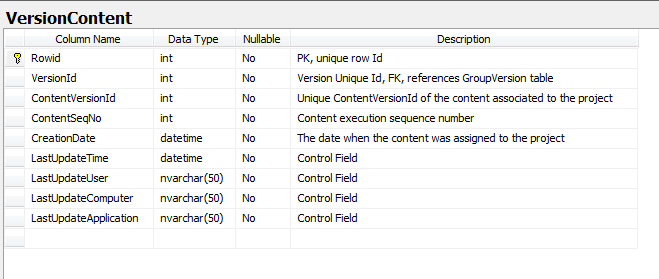 VersionContent
Column Name Data Type Nullable Description
Rowid int No PK, unique row Id
VersionId int No Version Unique Id, FK, references GroupVersion table
ContentVersionId int No Unique ContentVersionId of the content associated to the project
ContentSeqNo int No Content execution sequence number
CreationDate datetime No The date when the content was assigned to the project
LastUpdateTime datetime No Control Field
LastUpdateUser nvarchar(50) No Control Field
LastUpdateComputer nvarchar(50) No Control Field
LastUpdateApplication nvarchar(50) No Control Field